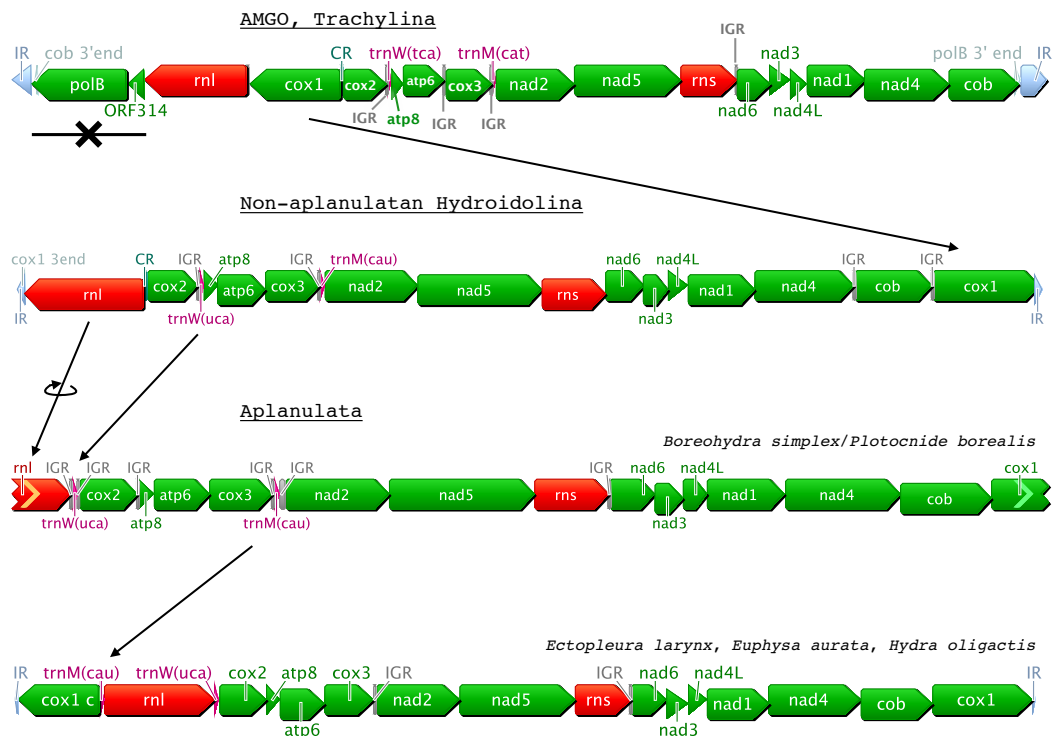 AMGO, Trachylina
IR cob 3'end CR trnW(tca) trnM(cat) IGR nad3 polB 3' end IR
polB rnl cox1 cox2 atp6 cox3 nad2 nad5 rns nad1 nad4 cob
ORF314 IGR atp8 IGR IGR nad6 nad4L
Non-aplanulatan Hydroidolina
cox1 3end CR IGR atp8 IGR trnM(cau) nad6 nad4L IGR IGR
rnl cox2 atp6 cox3 nad2 nad5 rns nad1 nad4 cob cox1
IR trnW(uca) nad3 IR
Aplanulata
Boreohydra simplex/Plotocnide borealis
rnl IGR IGR IGR IGR IGR IGR nad6 nad4L cox1
cox2 atp6 cox3 nad2 nad5 rns nad1 nad4 cob
trnW(uca) atp8 trnM(cau) nad3
Ectopleura larynx, Euphysa aurata, Hydra oligactis
IR trnM(cau) trnW(uca) cox2 atp8 cox3 IGR IGR nad6 nad4L IR
cox1 c rnl nad2 nad5 rns nad1 nad4 cob cox1
atp6 nad3